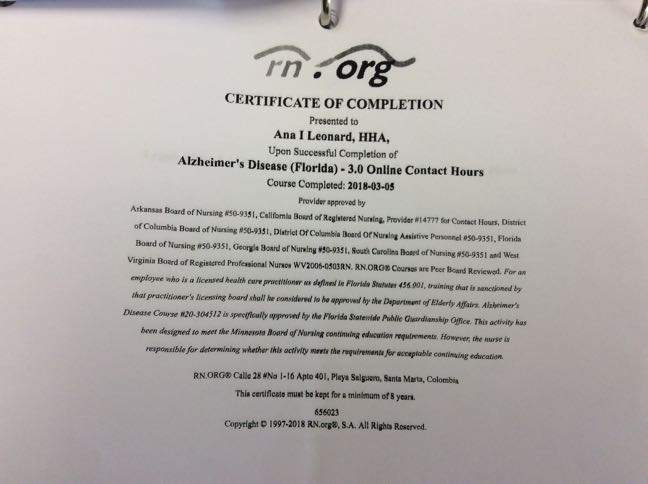 rn.org
CERTIFICATE OF COMPLETION
Presented to
Ana I Leonard, HHA,
Upon Successful Completion of
Alzheimer's Disease (Florida) - 3.0 Online Contact Hours
Course Completed: 2018-03-05
Provider approved by
Arkansas Board of Nursing #50-9351, California Board of Registered Nursing, Provider #14777 for Contact Hours, District
of Columbia Board of Nursing #50-9351, District Of Columbia Board Of Nursing Assistive Personnel #50-9351, Florida
Board of Nursing #50-9351, Georgia Board of Nursing #50-9351, South Carolina Board of Nursing #50-9351 and West
Virginia Board of Registered Professional Nurses WV2006-0503RN. RN.ORG® Courses are Peer Board Reviewed. For an
employee who is a licensed health care practitioner as defined in Florida Statutes 456.001, training that is sanctioned by
that practitioner's licensing board shall be considered to be approved by the Department of Elderly Affairs. Alzheimer's
Disease Course #20-304512 is specifically approved by the Florida Statewide Public Guardianship Office. This activity has
been designed to meet the Minnesota Board of Nursing continuing education requirements. However, the nurse is
responsible for determining whether this activity meets the requirements for acceptable continuing education.
RN.ORG® Calle 28 #No 1-16 Apto 401, Playa Salguero, Santa Marta, Colombia
This certificate must be kept for a minimum of 8 years.
656023
Copyright © 1997-2018 RN.org®, S.A. All Rights Reserved.